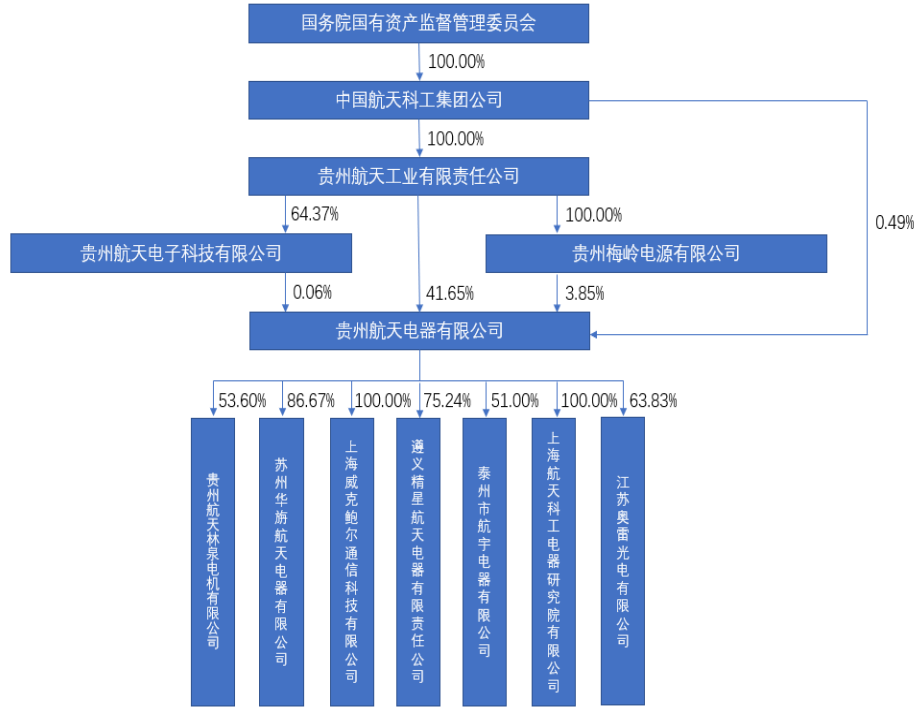 国务院国有资产监督管理委员会
100.00%
中国航天科工集团公司
100.00%
贵州航天工业有限责任公司
64.37%
100.00%
0.49%
贵州航天电子科技有限公司
贵州梅岭电源有限公司
0.06%
41.65%
3.85%
贵州航天电器有限公司
53.60%
86.67%
100.00%
75.24%
51.00%
100.00%
63.83%
贵州航天林泉电机有限公司
苏州华旃航天电器有限公司
上海威克鲍尔通信科技有限公司
遵义精星航天电器有限责任公司
泰州市航宇电器有限公司
上海航天科工电器研究院有限公司
江苏奥雷光电有限公司